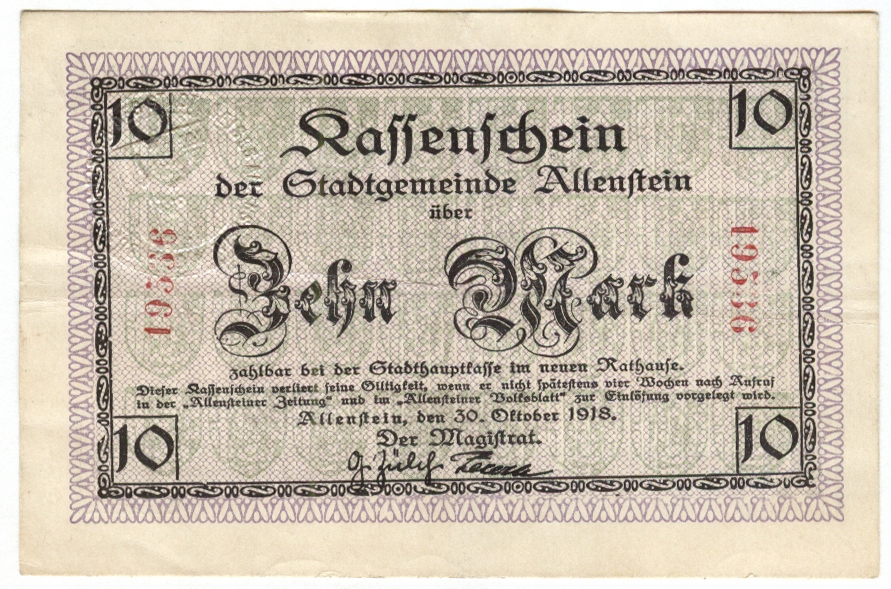 10 10
Kassenschein
der Stadtgemeinde Allenstein
über
Zehn Mark
19536 19536
zahlbar bei der Stadthauptkasse im neuen Rathause.
Dieser Kassenschein verliert seine Giltigkeit, wenn er nicht spätestens vier Wochen nach Aufruf
in der „Allensteiner Zeitung" und im „Allensteiner Volksblatt" zur Einlösung vorgelegt wird.
Allenstein, den 30. Oktober 1918.
Der Magistrat.
G. Zülch
10 10